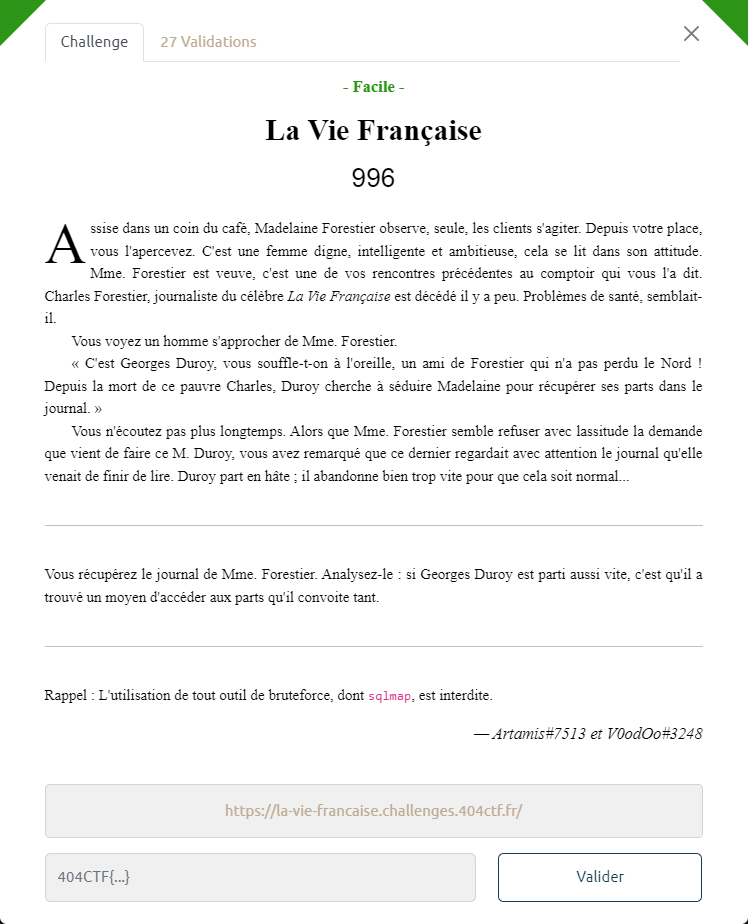 Challenge
27 Validations
- Facile -
La Vie Française
996
Assise dans un coin du café, Madelaine Forestier observe, seule, les clients s'agiter. Depuis votre place,
vous l'apercevez. C'est une femme digne, intelligente et ambitieuse, cela se lit dans son attitude.
Mme. Forestier est veuve, c'est une de vos rencontres précédentes au comptoir qui vous l'a dit.
Charles Forestier, journaliste du célèbre La Vie Française est décédé il y a peu. Problèmes de santé, semblait-
il.
Vous voyez un homme s'approcher de Mme. Forestier.
« C'est Georges Duroy, vous souffle-t-on à l'oreille, un ami de Forestier qui n'a pas perdu le Nord !
Depuis la mort de ce pauvre Charles, Duroy cherche à séduire Madelaine pour récupérer ses parts dans le
journal. »
Vous n'écoutez pas plus longtemps. Alors que Mme. Forestier semble refuser avec lassitude la demande
que vient de faire ce M. Duroy, vous avez remarqué que ce dernier regardait avec attention le journal qu'elle
venait de finir de lire. Duroy part en hâte ; il abandonne bien trop vite pour que cela soit normal...
Vous récupérez le journal de Mme. Forestier. Analysez-le : si Georges Duroy est parti aussi vite, c'est qu'il a
trouvé un moyen d'accéder aux parts qu'il convoite tant.
Rappel : L'utilisation de tout outil de bruteforce, dont sqlmap, est interdite.
— Artamis#7513 et V0odOo#3248
https://la-vie-francaise.challenges.404ctf.fr/
404CTF{...}
Valider